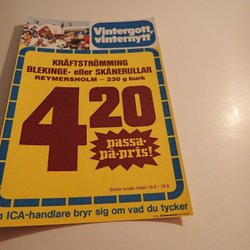 Vintergott,
vinternytt
KRÄFTSTRÖMMING
BLEKINGE- eller SKÅNERULLAR
REYMERSHOLM – 230 g burk
4 20
passa-
på-pris!
Gäller under tiden 13.3 - 19.3
ICA-handlare bryr sig om vad du tycker